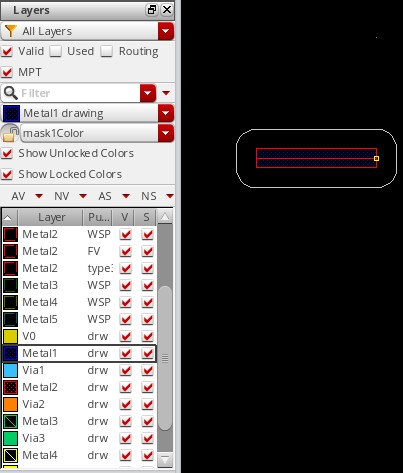 Layers
All Layers
Valid Used Routing
MPT
Filter
Metal1 drawing
mask1Color
Show Unlocked Colors
Show Locked Colors
AV NV AS NS
Layer Pu... V S
Metal2 WSP
Metal2 FV
Metal2 type:
Metal3 WSP
Metal4 WSP
Metal5 WSP
V0 drw
Metal1 drw
Via1 drw
Metal2 drw
Via2 drw
Metal3 drw
Via3 drw
Metal4 drw